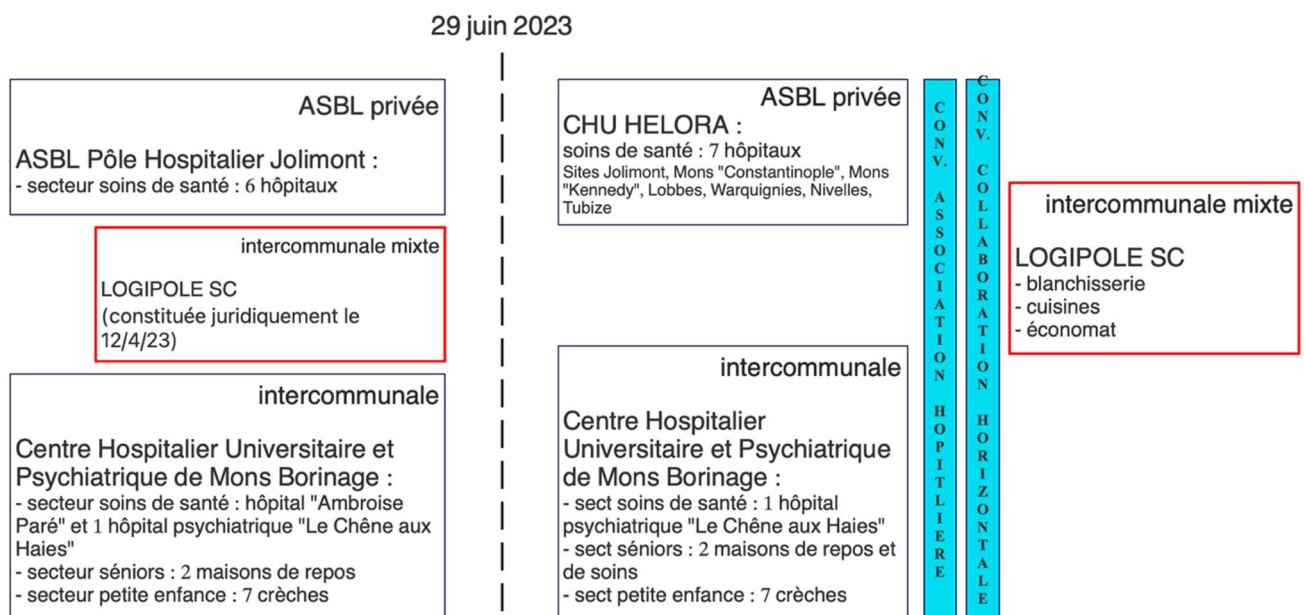 29 juin 2023
ASBL privée
ASBL Pôle Hospitalier Jolimont :
- secteur soins de santé : 6 hôpitaux
intercommunale mixte
LOGIPOLE SC
(constituée juridiquement le
12/4/23)
intercommunale
Centre Hospitalier Universitaire et
Psychiatrique de Mons Borinage :
- secteur soins de santé : hôpital "Ambroise
Paré" et 1 hôpital psychiatrique "Le Chêne aux
Haies"
- secteur séniors : 2 maisons de repos
- secteur petite enfance : 7 crèches
ASBL privée
CHU HELORA :
soins de santé : 7 hôpitaux
Sites Jolimont, Mons "Constantinople", Mons
"Kennedy", Lobbes, Warquignies, Nivelles,
Tubize
intercommunale
Centre Hospitalier
Universitaire et Psychiatrique
de Mons Borinage :
- sect soins de santé : 1 hôpital
psychiatrique "Le Chêne aux Haies"
- sect séniors : 2 maisons de repos et
de soins
- sect petite enfance : 7 crèches
CONV. ASSOCIATION HOPITLIERE
CONV. COLLABORATION HORIZONTALE
intercommunale mixte
LOGIPOLE SC
- blanchisserie
- cuisines
- économat